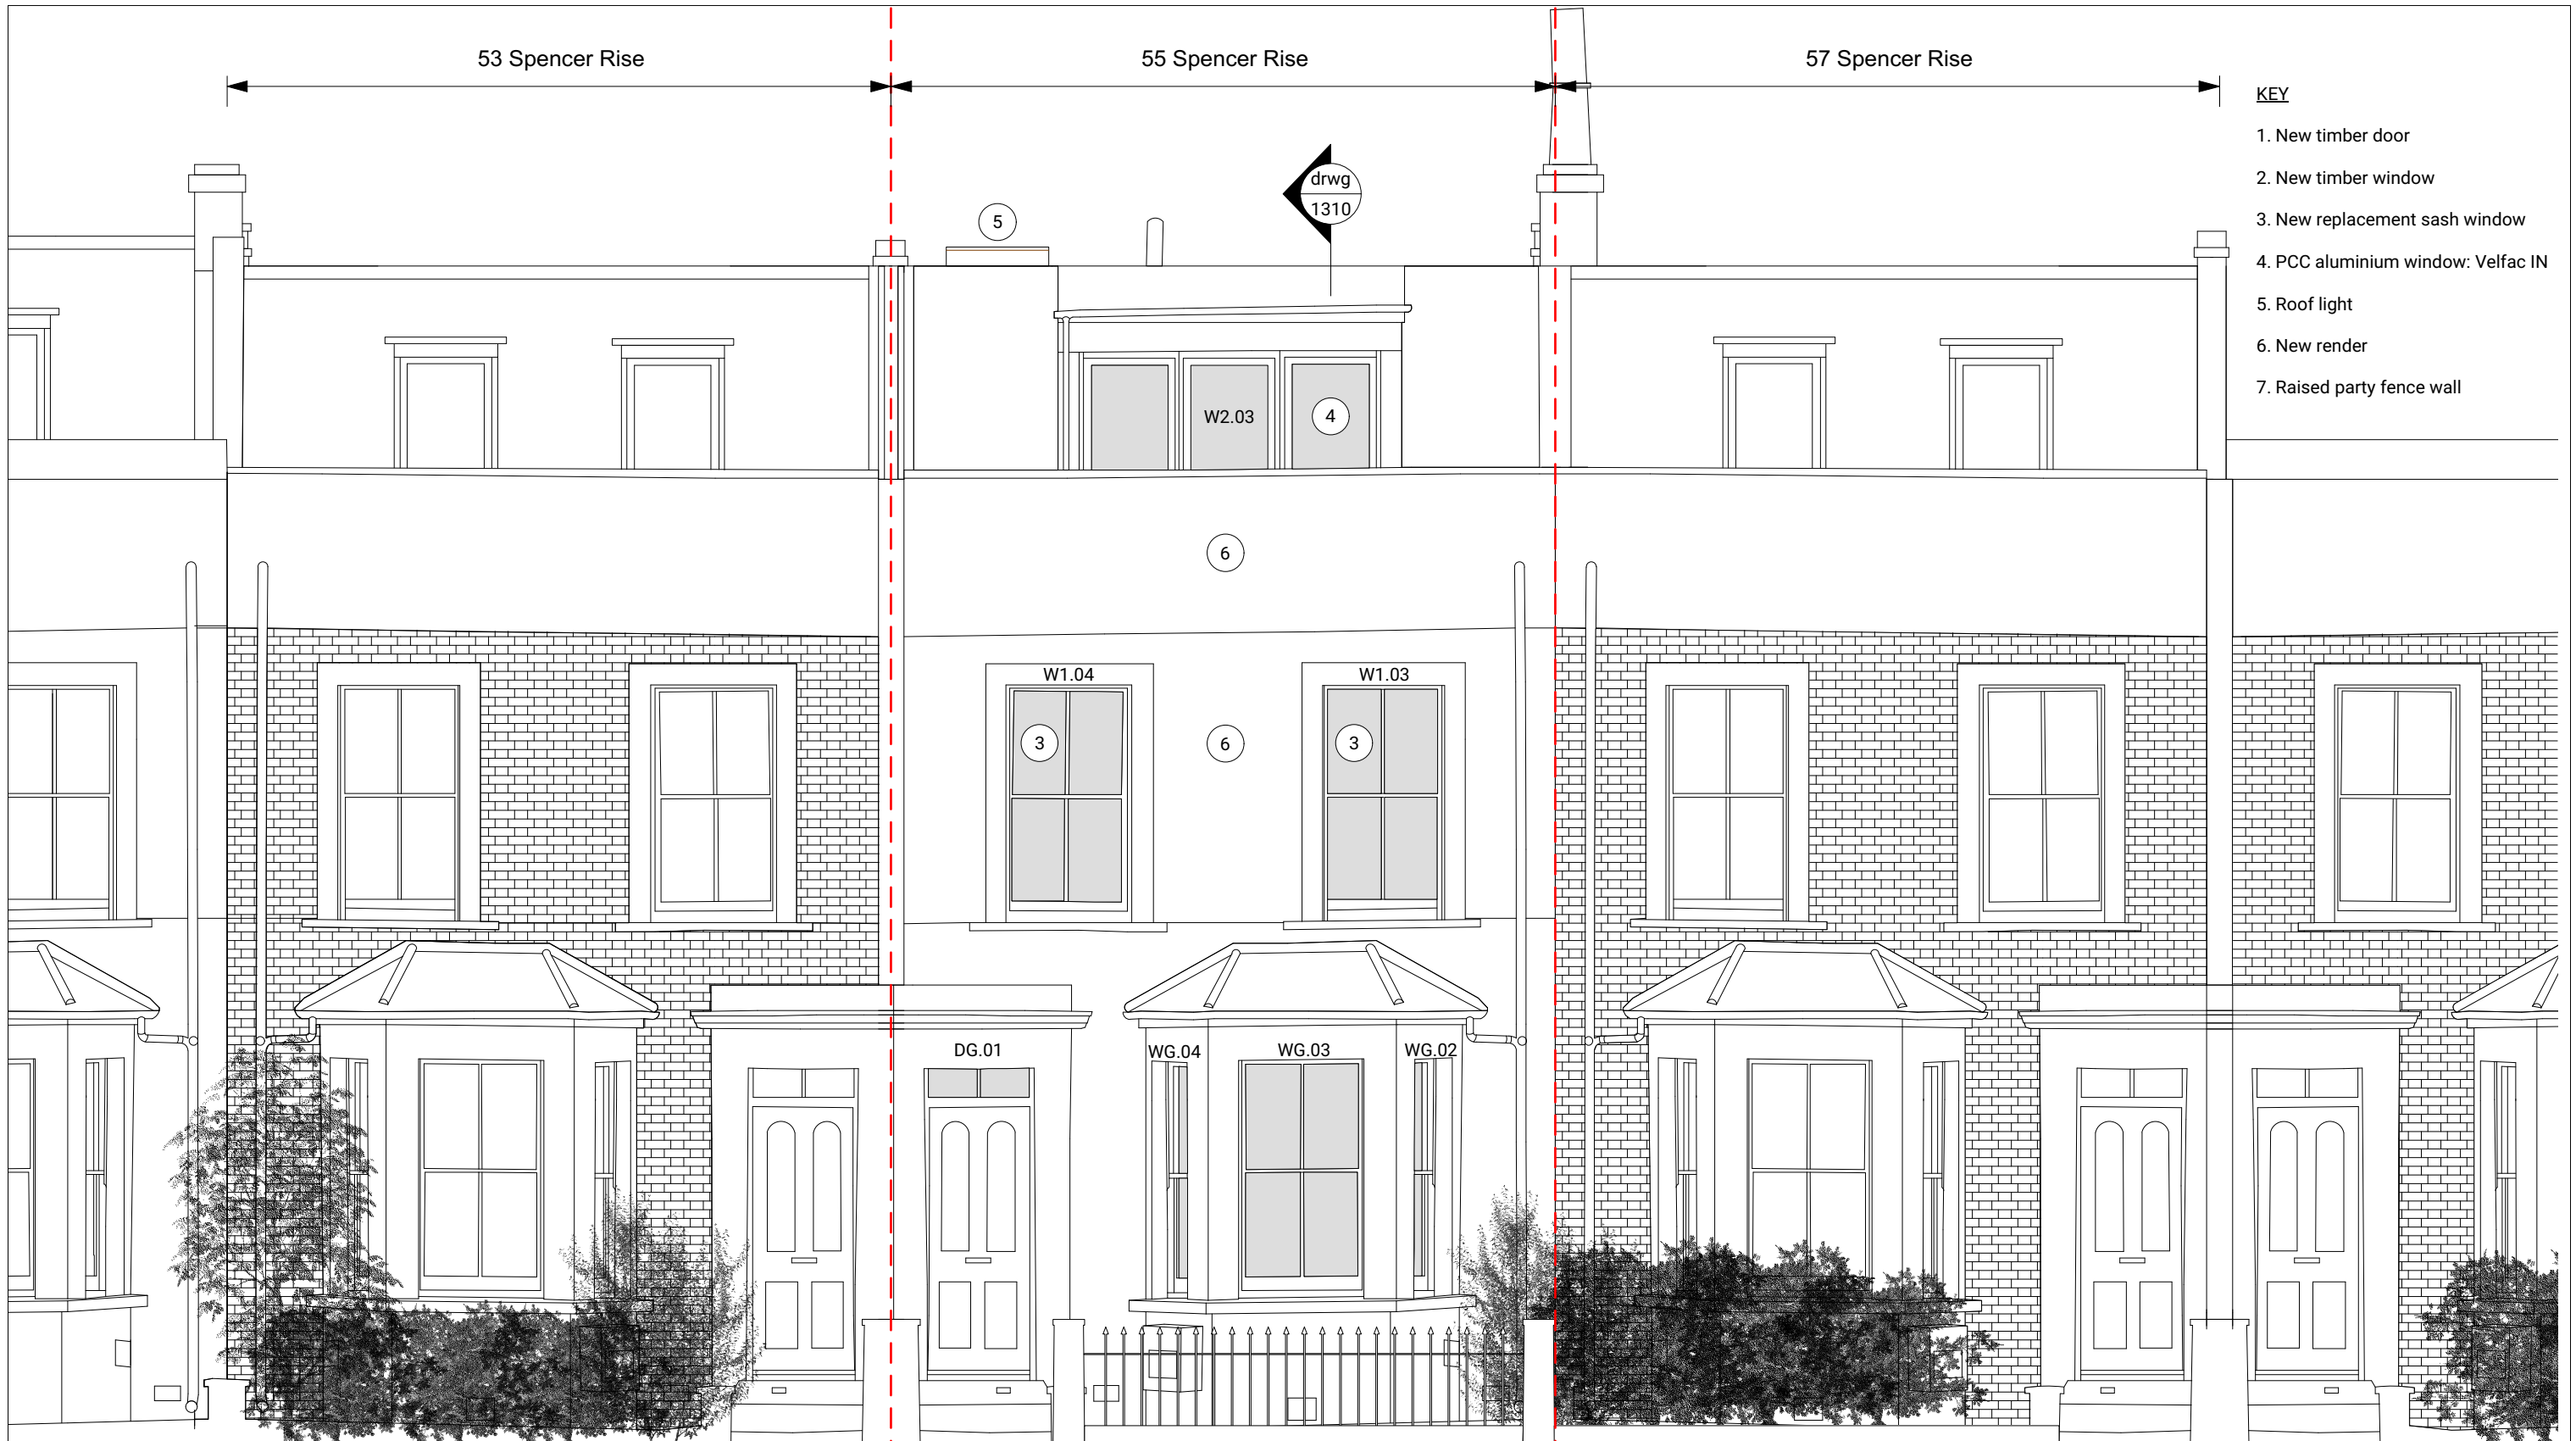 53 Spencer Rise
55 Spencer Rise
57 Spencer Rise
KEY
1. New timber door
2. New timber window
3. New replacement sash window
4. PCC aluminium window: Velfac IN
5. Roof light
6. New render
7. Raised party fence wall
drwg
1310
5
W2.03
4
6
W1.04
W1.03
3
6
3
DG.01
WG.04
WG.03
WG.02